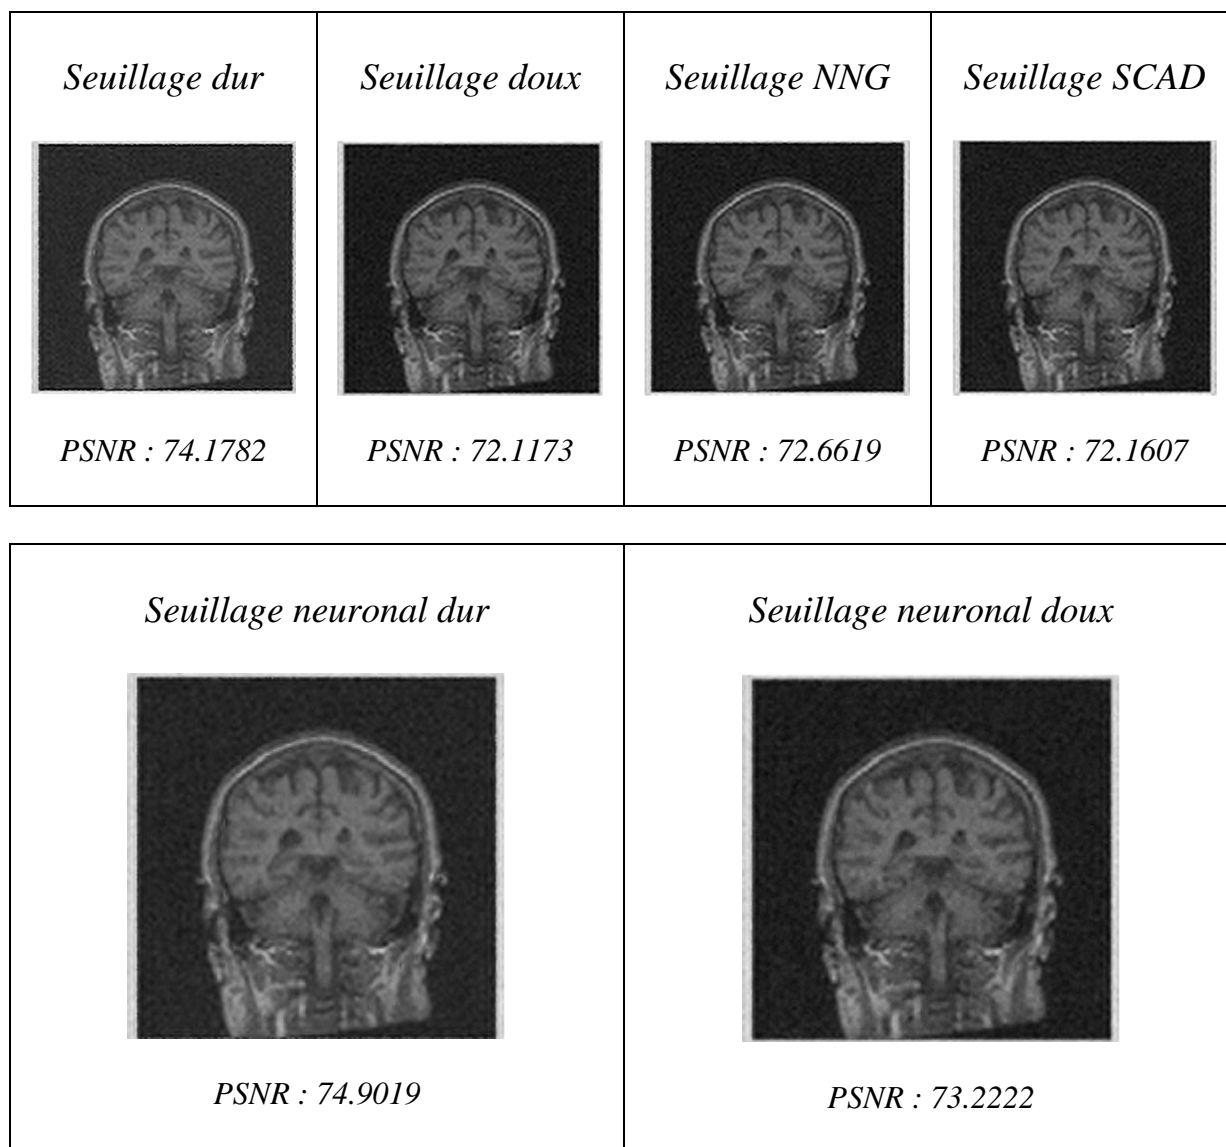 Seuillage dur
Seuillage doux
Seuillage NNG
Seuillage SCAD
PSNR : 74.1782
PSNR : 72.1173
PSNR : 72.6619
PSNR : 72.1607
Seuillage neuronal dur
Seuillage neuronal doux
PSNR : 74.9019
PSNR : 73.2222